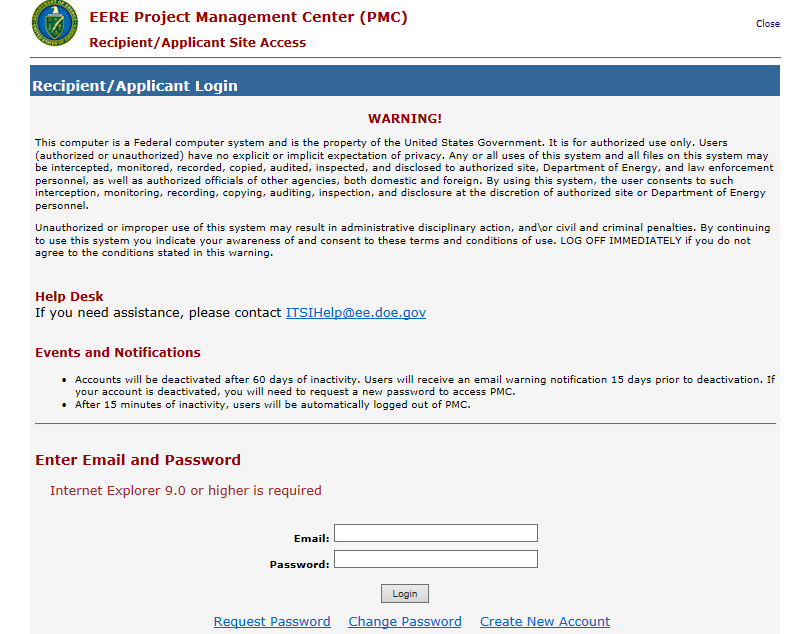 EERE Project Management Center (PMC)
Close
Recipient/Applicant Site Access
Recipient/Applicant Login
WARNING!
This computer is a Federal computer system and is the property of the United States Government. It is for authorized use only. Users
(authorized or unauthorized) have no explicit or implicit expectation of privacy. Any or all uses of this system and all files on this system may
be intercepted, monitored, recorded, copied, audited, inspected, and disclosed to authorized site, Department of Energy, and law enforcement
personnel, as well as authorized officials of other agencies, both domestic and foreign. By using this system, the user consents to such
interception, monitoring, recording, copying, auditing, inspection, and disclosure at the discretion of authorized site or Department of Energy
personnel.
Unauthorized or improper use of this system may result in administrative disciplinary action, and\or civil and criminal penalties. By continuing
to use this system you indicate your awareness of and consent to these terms and conditions of use. LOG OFF IMMEDIATELY if you do not
agree to the conditions stated in this warning.
Help Desk
If you need assistance, please contact ITSIHelp@ee.doe.gov
Events and Notifications
• Accounts will be deactivated after 60 days of inactivity. Users will receive an email warning notification 15 days prior to deactivation. If
your account is deactivated, you will need to request a new password to access PMC.
• After 15 minutes of inactivity, users will be automatically logged out of PMC.
Enter Email and Password
Internet Explorer 9.0 or higher is required
Email:
Password:
Login
Request Password Change Password Create New Account